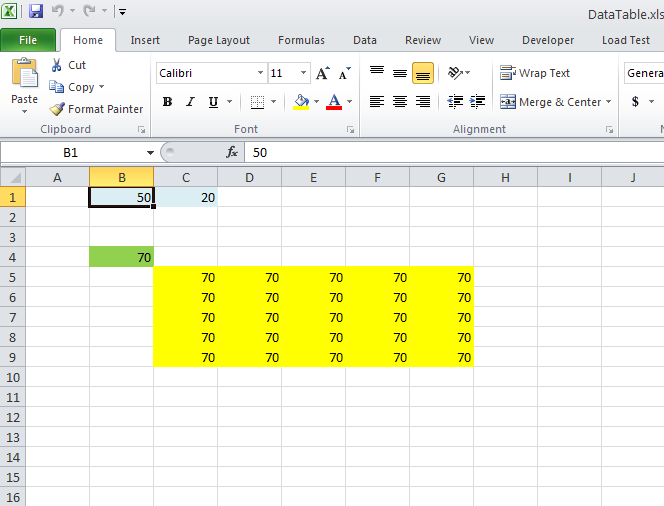 DataTable.xls
File Home Insert Page Layout Formulas Data Review View Developer Load Test
Paste Cut Calibri 11 A A Wrap Text Genera
Copy
Format Painter B I U A Merge & Center $
Clipboard Font Alignment
B1 fx 50
A B C D E F G H I J
1 50 20
2
3
4 70
5 70 70 70 70 70
6 70 70 70 70 70
7 70 70 70 70 70
8 70 70 70 70 70
9 70 70 70 70 70
10
11
12
13
14
15
16